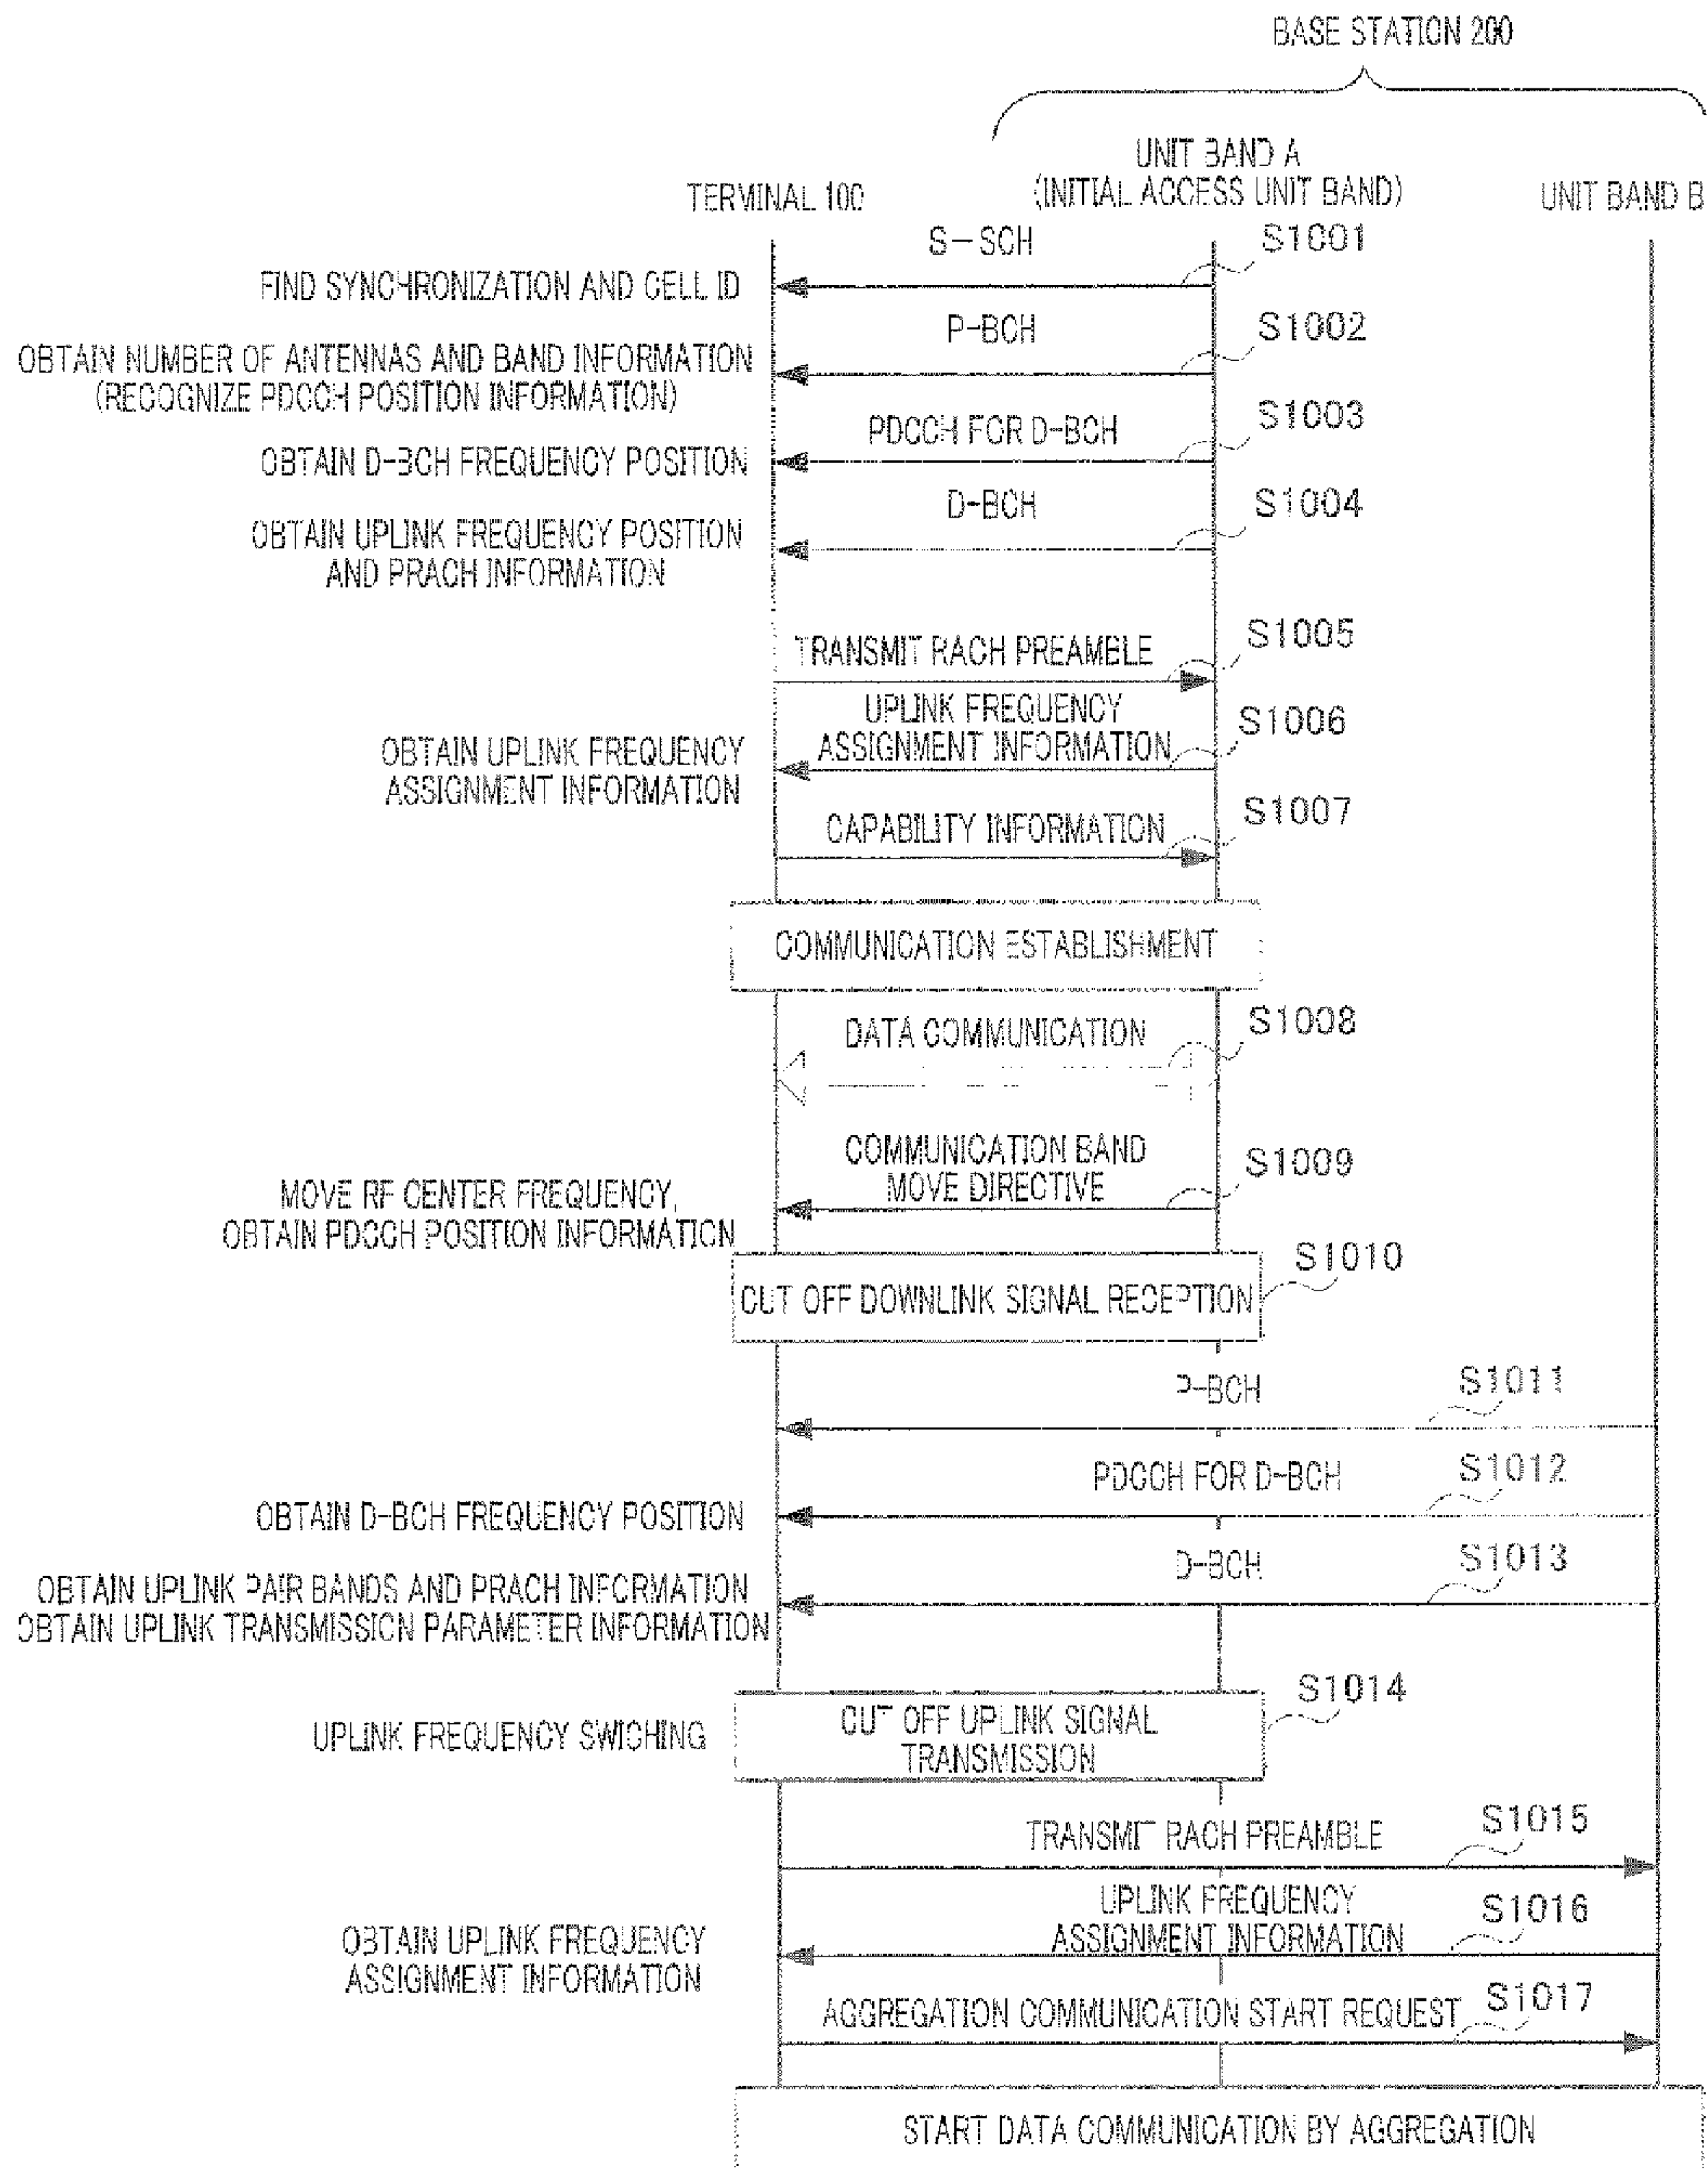 BASE STATION 200
UNIT BAND A
(INITIAL ACCESS UNIT BAND)
TERMINAL 100
UNIT BAND B
S-SCH
S1001
FIND SYNCHRONIZATION AND CELL ID
P-BCH
S1002
OBTAIN NUMBER OF ANTENNAS AND BAND INFORMATION
(RECOGNIZE PDCCH POSITION INFORMATION)
PDCCH FOR D-BCH
S1003
OBTAIN D-BCH FREQUENCY POSITION
D-BCH
S1004
OBTAIN UPLINK FREQUENCY POSITION
AND PRACH INFORMATION
TRANSMIT RACH PREAMBLE
S1005
UPLINK FREQUENCY
ASSIGNMENT INFORMATION
S1006
OBTAIN UPLINK FREQUENCY
ASSIGNMENT INFORMATION
CAPABILITY INFORMATION
S1007
COMMUNICATION ESTABLISHMENT
DATA COMMUNICATION
S1008
COMMUNICATION BAND
MOVE DIRECTIVE
S1009
MOVE RF CENTER FREQUENCY,
OBTAIN PDCCH POSITION INFORMATION
CUT OFF DOWNLINK SIGNAL RECEPTION
S1010
P-BCH
S1011
PDCCH FOR D-BCH
S1012
OBTAIN D-BCH FREQUENCY POSITION
D-BCH
S1013
OBTAIN UPLINK PAIR BANDS AND PRACH INFORMATION
OBTAIN UPLINK TRANSMISSION PARAMETER INFORMATION
UPLINK FREQUENCY SWICHING
CUT OFF UPLINK SIGNAL
TRANSMISSION
S1014
TRANSMIT RACH PREAMBLE
S1015
UPLINK FREQUENCY
ASSIGNMENT INFORMATION
S1016
OBTAIN UPLINK FREQUENCY
ASSIGNMENT INFORMATION
AGGREGATION COMMUNICATION START REQUEST
S1017
START DATA COMMUNICATION BY AGGREGATION